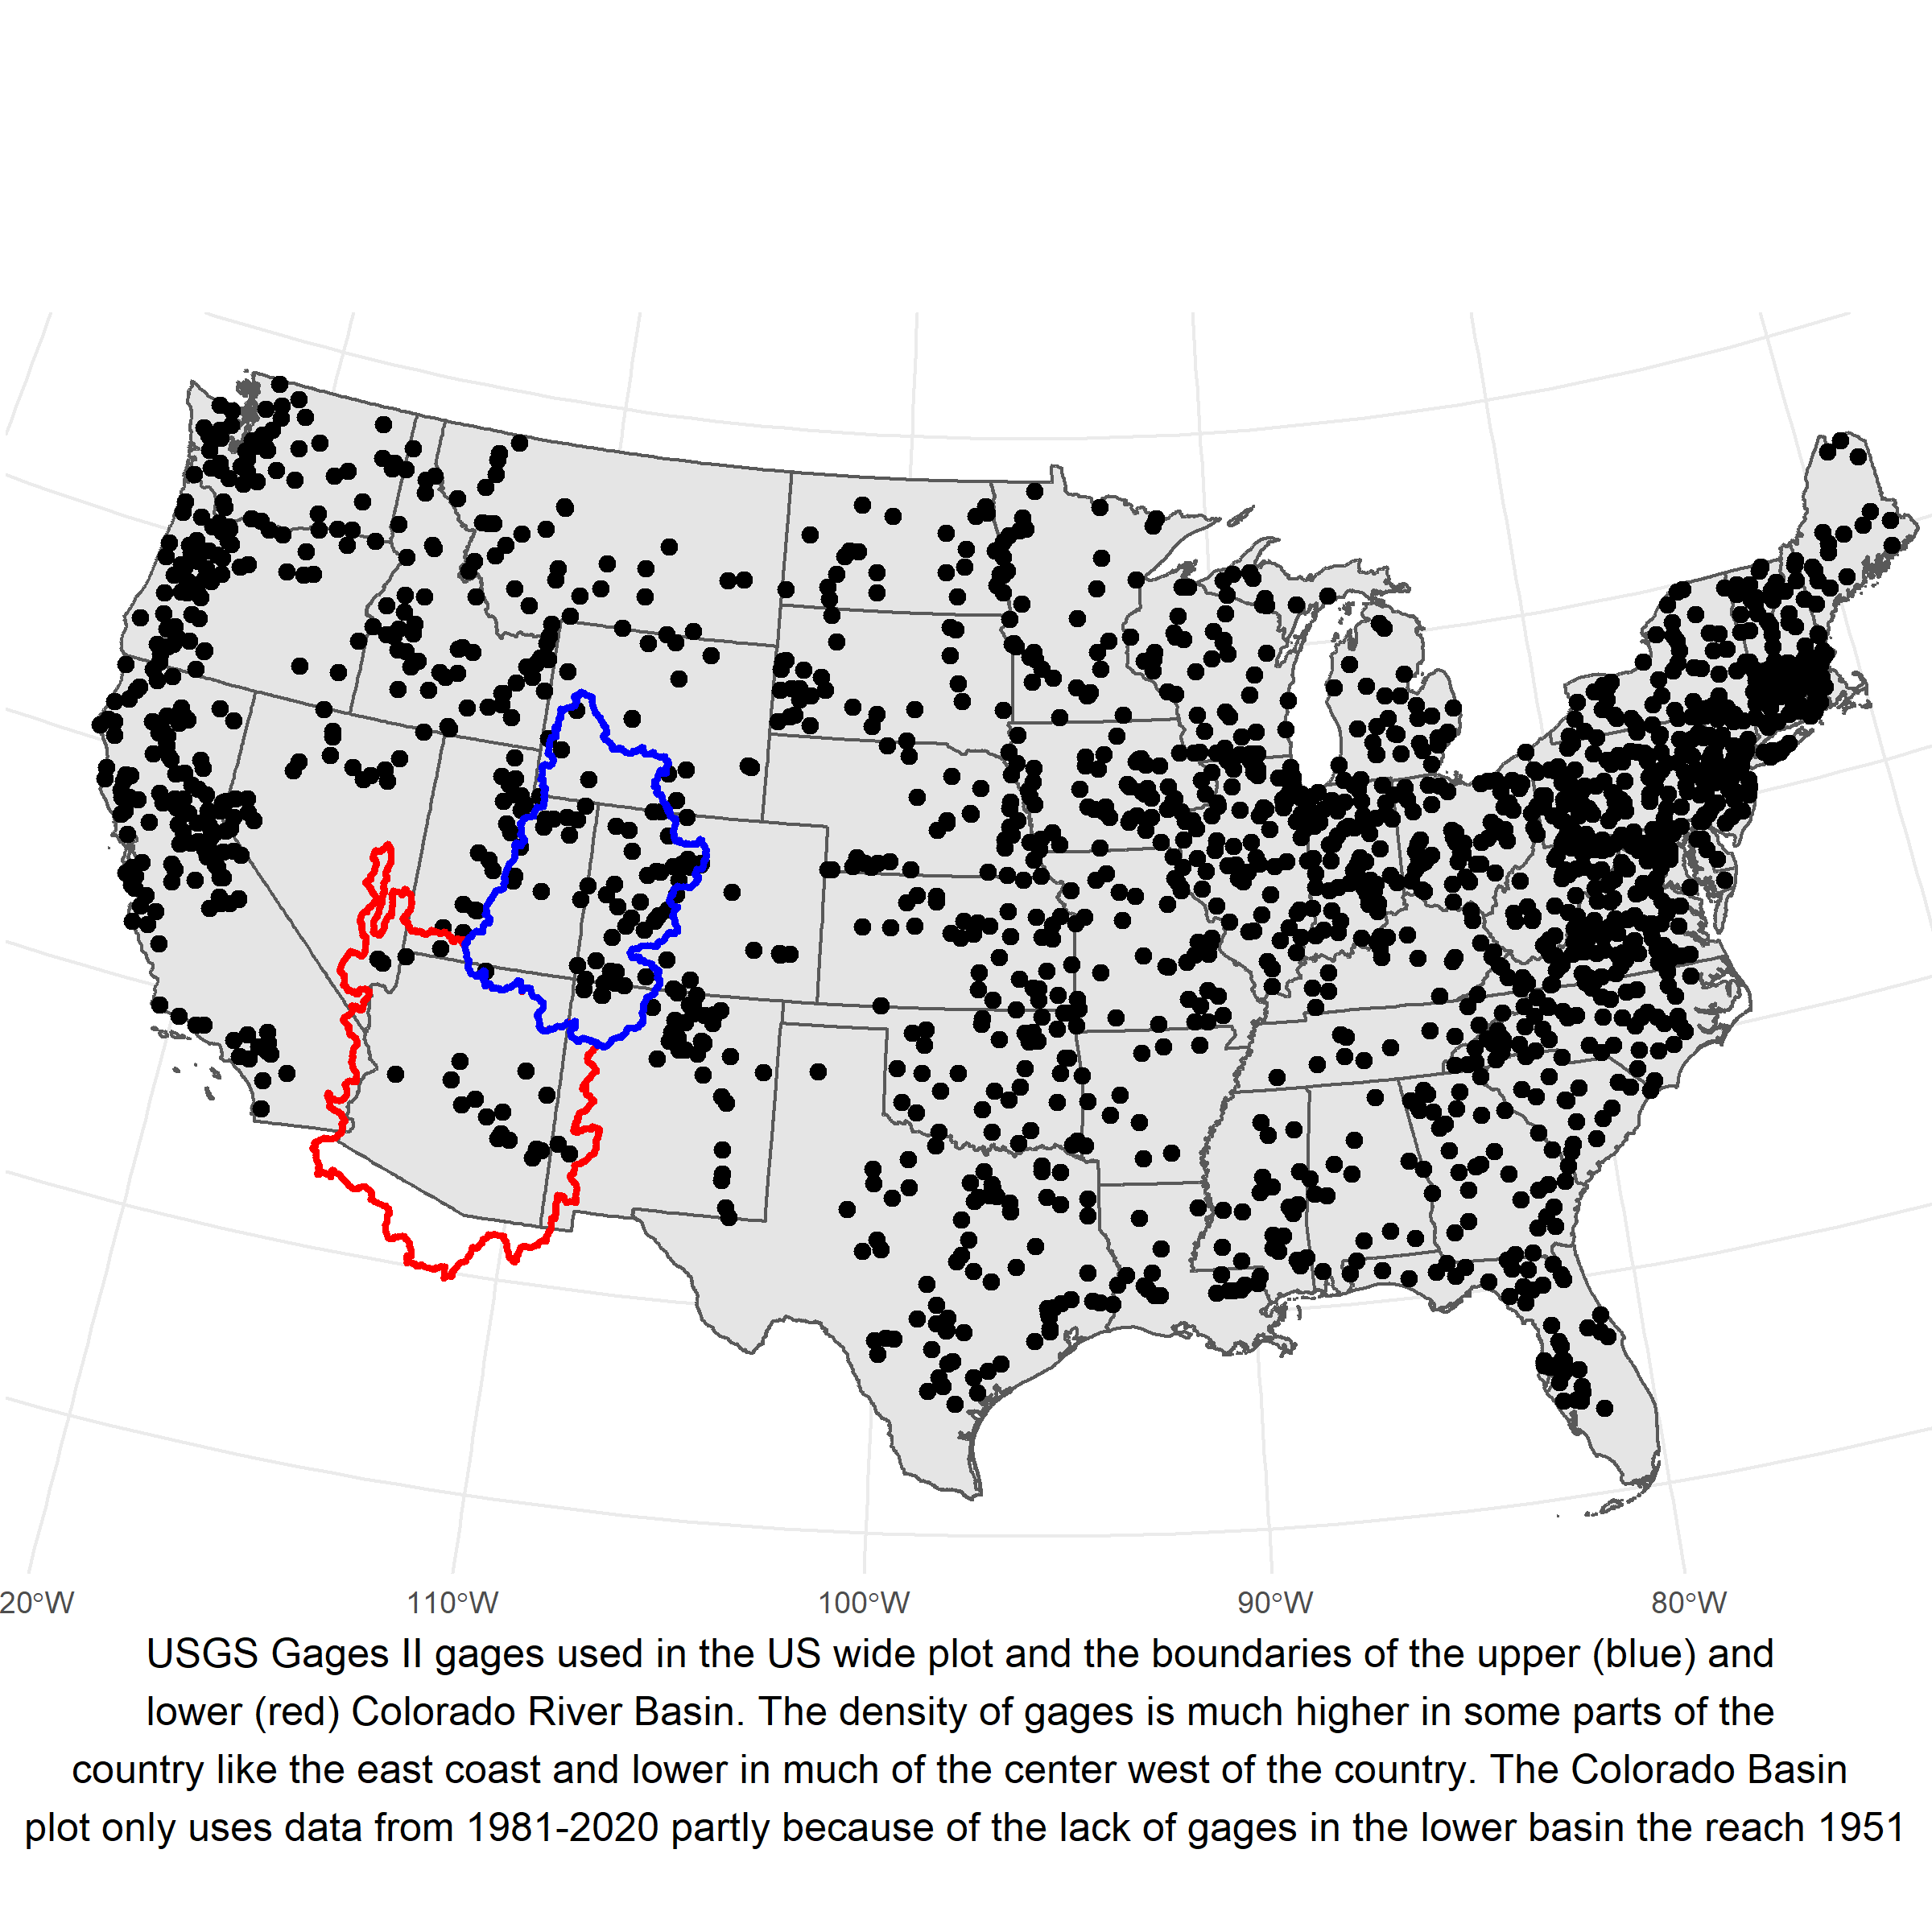 20°W 110°W 100°W 90°W 80°W
USGS Gages II gages used in the US wide plot and the boundaries of the upper (blue) and
lower (red) Colorado River Basin. The density of gages is much higher in some parts of the
country like the east coast and lower in much of the center west of the country. The Colorado Basin
plot only uses data from 1981-2020 partly because of the lack of gages in the lower basin the reach 1951